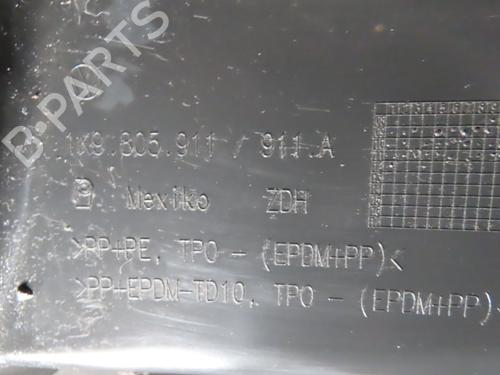 1K9 805 911 / 911 A
Mexiko ZDH
>PP+PE, TPO - (EPDM+PP)<
>PP+EPDM-TD10, TPO - (EPDM+PP)<
B-PARTS